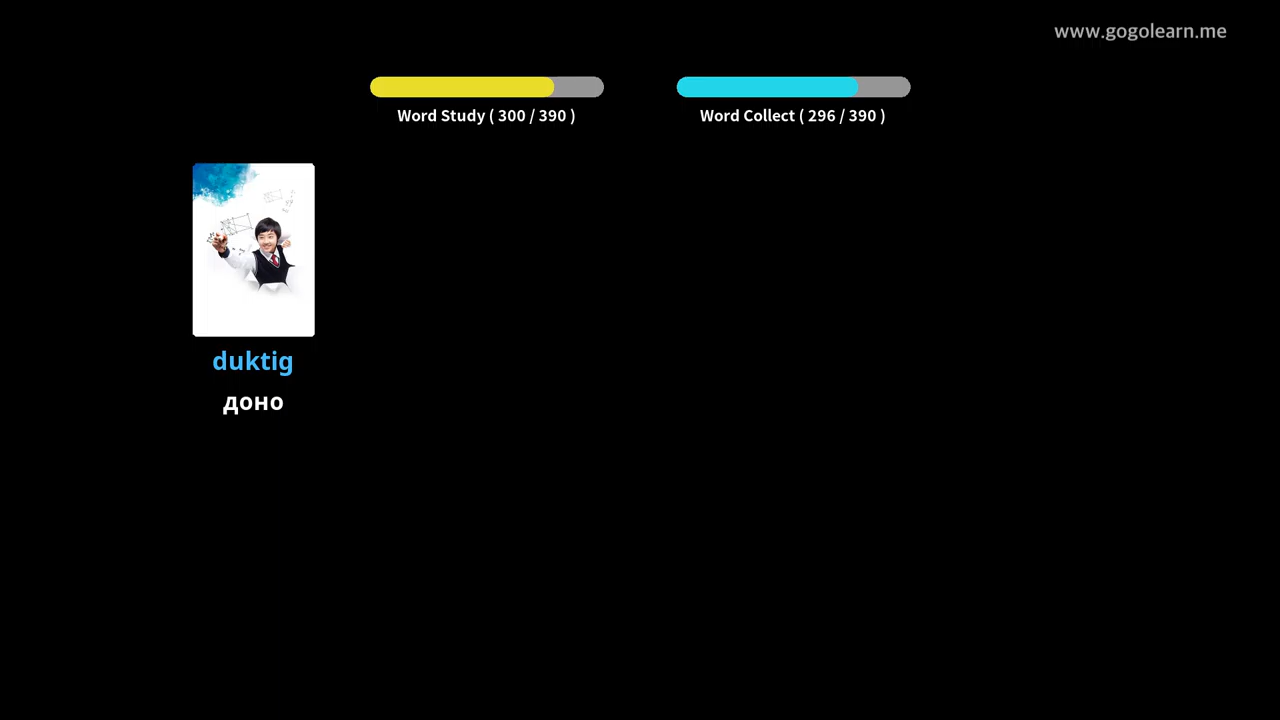 www.gogolearn.me
Word Study ( 300 / 390 )
Word Collect ( 296 / 390 )
duktig
доно